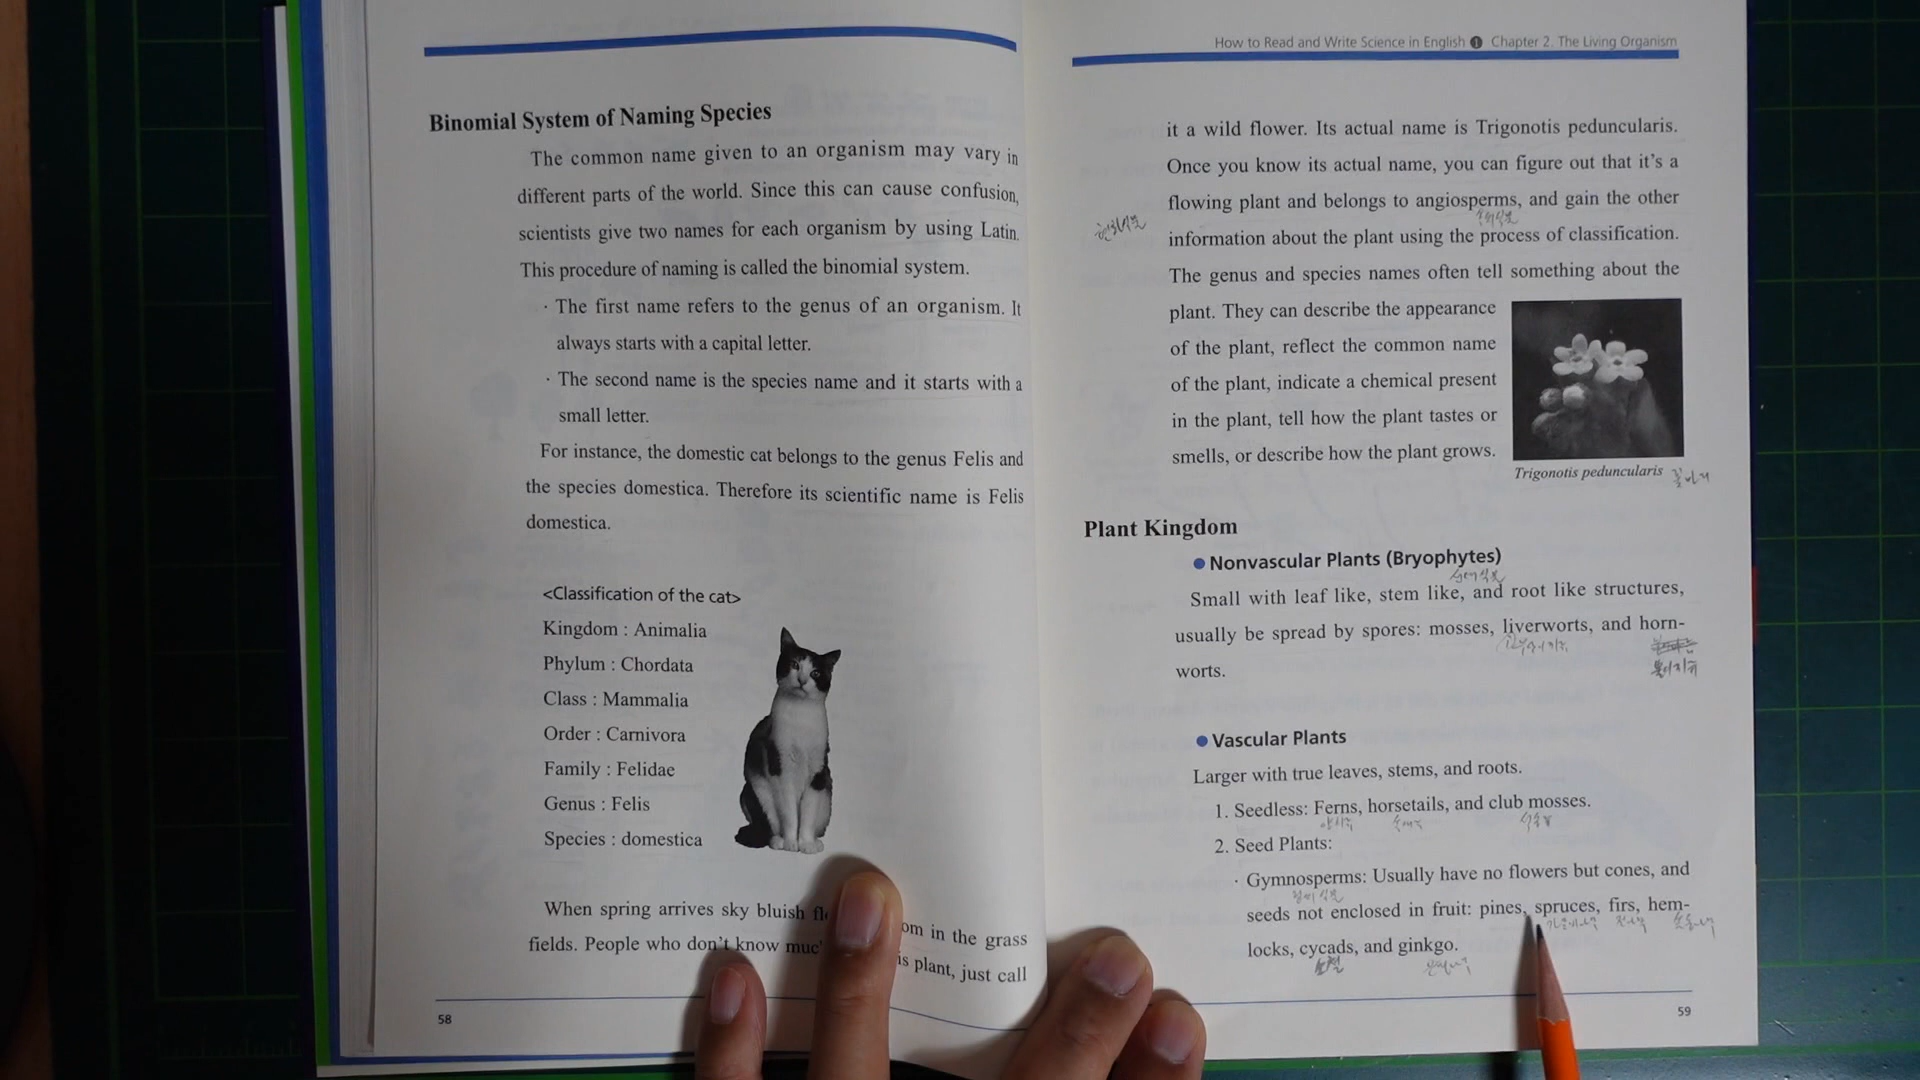 Binomial System of Naming Species
The common name given to an organism may vary in
different parts of the world. Since this can cause confusion,
scientists give two names for each organism by using Latin.
This procedure of naming is called the binomial system.
· The first name refers to the genus of an organism. It
always starts with a capital letter.
· The second name is the species name and it starts with a
small letter.
For instance, the domestic cat belongs to the genus Felis and
the species domestica. Therefore its scientific name is Felis
domestica.
<Classification of the cat>
Kingdom : Animalia
Phylum : Chordata
Class : Mammalia
Order : Carnivora
Family : Felidae
Genus : Felis
Species : domestica
When spring arrives sky bluish in the grass
fields. People who don't know plant, just call
58
How to Read and Write Science in English 1 Chapter 2. The Living Organism
it a wild flower. Its actual name is Trigonotis peduncularis.
Once you know its actual name, you can figure out that it's a
flowing plant and belongs to angiosperms, and gain the other
information about the plant using the process of classification.
The genus and species names often tell something about the
plant. They can describe the appearance
of the plant, reflect the common name
of the plant, indicate a chemical present
in the plant, tell how the plant tastes or
smells, or describe how the plant grows.
Trigonotis peduncularis
Plant Kingdom
● Nonvascular Plants (Bryophytes)
Small with leaf like, stem like, and root like structures,
usually be spread by spores: mosses, liverworts, and horn-
worts.
● Vascular Plants
Larger with true leaves, stems, and roots.
1. Seedless: Ferns, horsetails, and club mosses.
2. Seed Plants:
· Gymnosperms: Usually have no flowers but cones, and
seeds not enclosed in fruit: pines, spruces, firs, hem-
locks, cycads, and ginkgo.
59